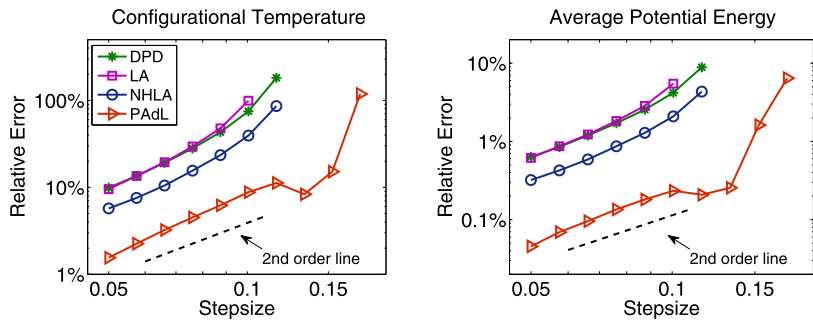 Configurational Temperature
Relative Error
100%
10%
1%
DPD
LA
NHLA
PAdL
2nd order line
0.05
0.1
0.15
Stepsize
Average Potential Energy
Relative Error
10%
1%
0.1%
2nd order line
0.05
0.1
0.15
Stepsize